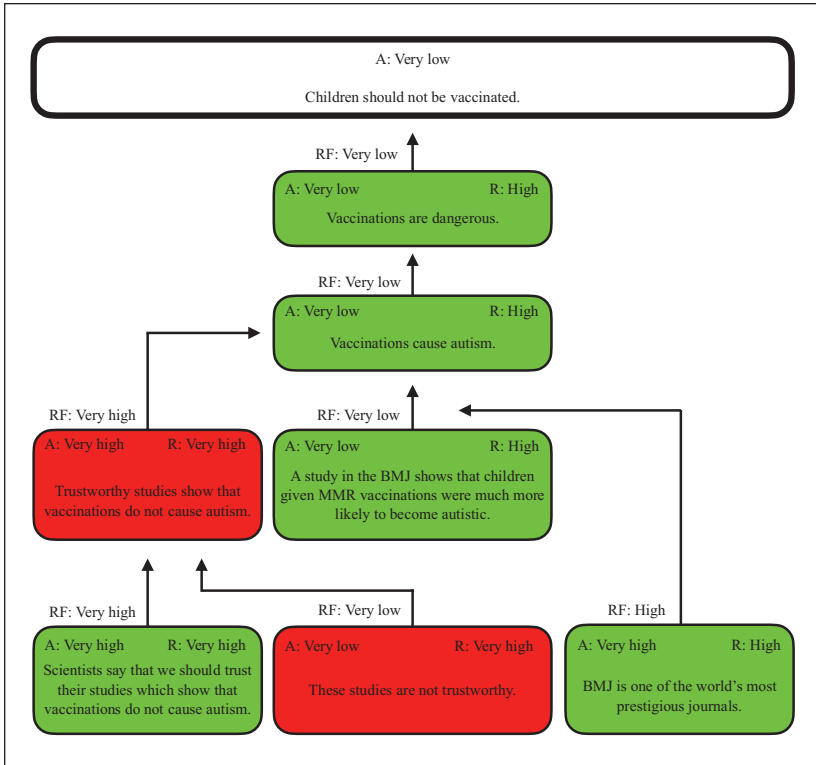 A: Very low
Children should not be vaccinated.
RF: Very low
A: Very low R: High
Vaccinations are dangerous.
RF: Very low
A: Very low R: High
Vaccinations cause autism.
RF: Very high
RF: Very low
A: Very high R: Very high
Trustworthy studies show that
vaccinations do not cause autism.
A: Very low R: High
A study in the BMJ shows that children
given MMR vaccinations were much more
likely to become autistic.
RF: Very high
RF: Very low
RF: High
A: Very high R: Very high
Scientists say that we should trust
their studies which show that
vaccinations do not cause autism.
A: Very low R: Very high
These studies are not trustworthy.
A: Very high R: High
BMJ is one of the world’s most
prestigious journals.